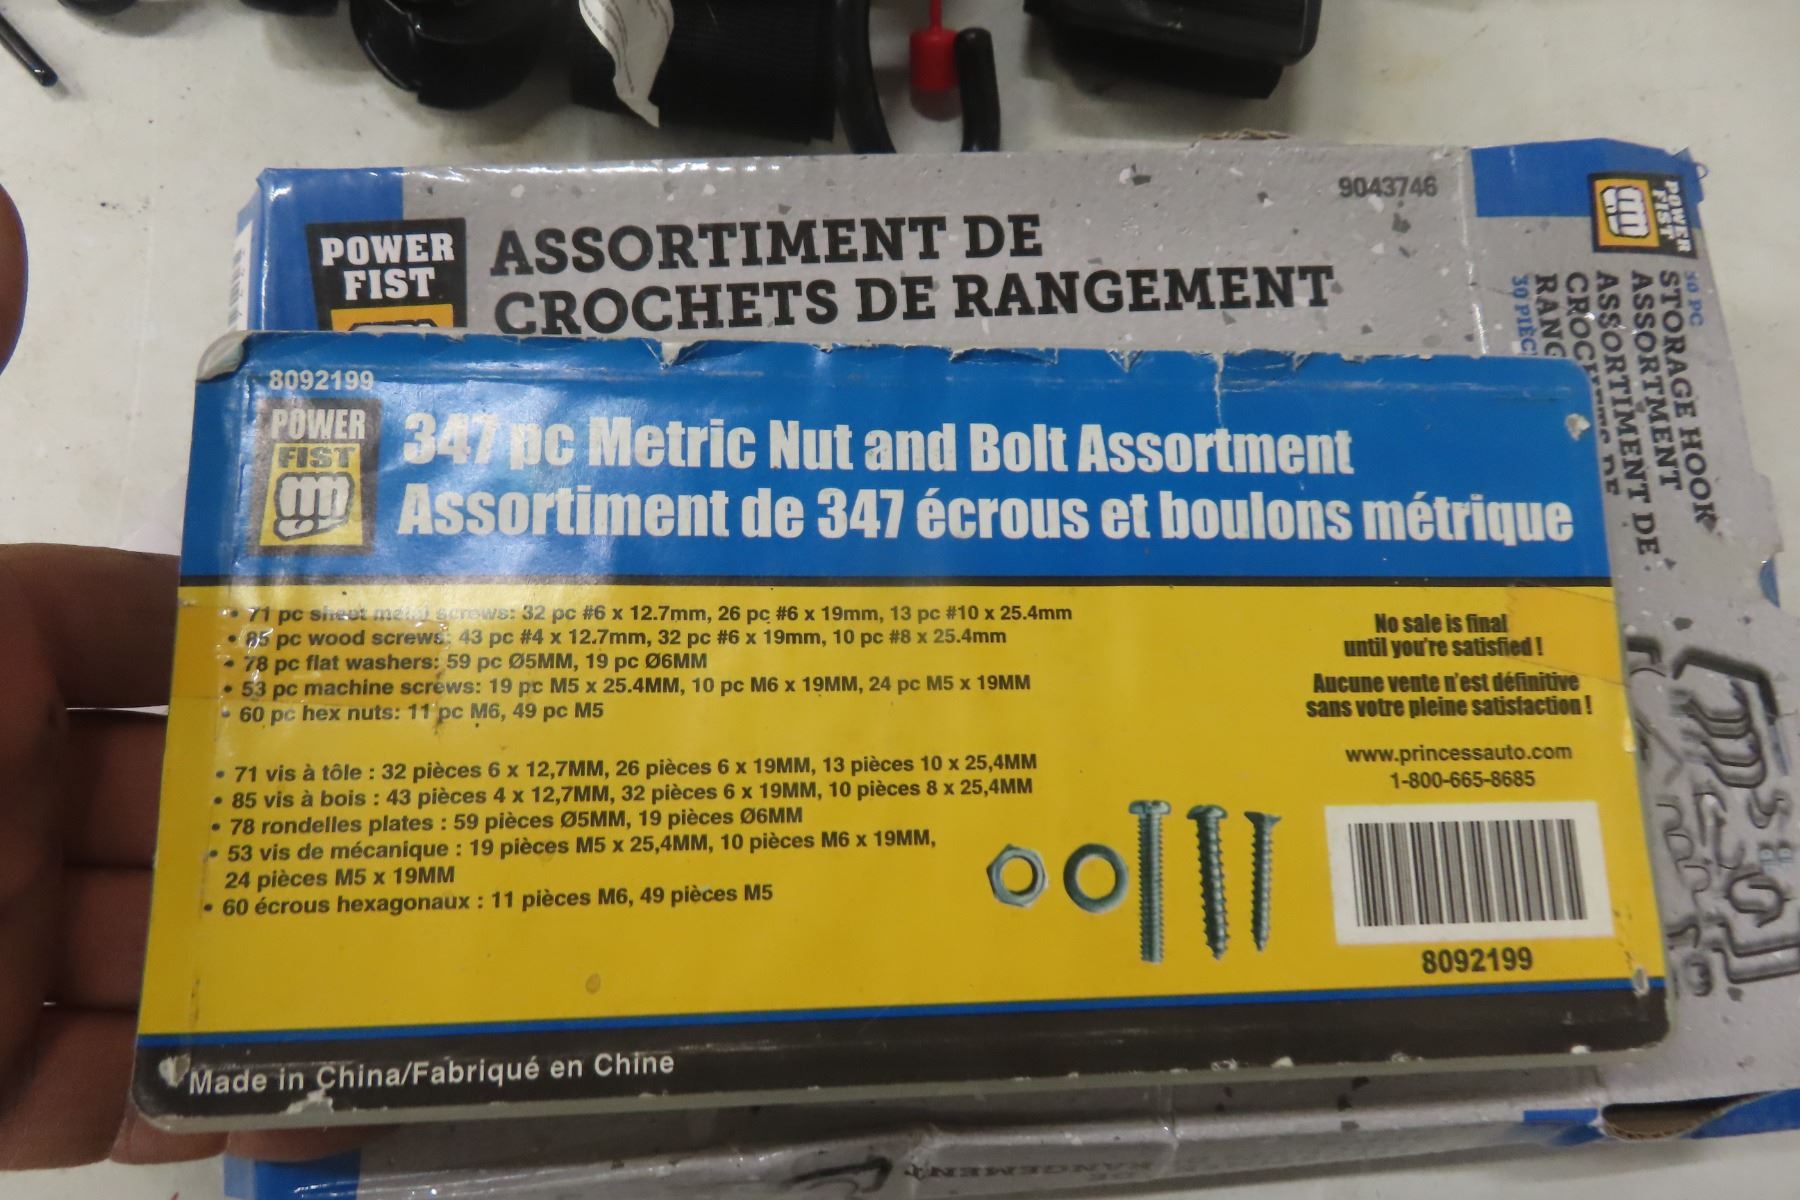 9043746
POWER
FIST
ASSORTIMENT DE
CROCHETS DE RANGEMENT
POWER
FIST
30 PC
STORAGE HOOK
ASSORTMENT
ASSORTIMENT DE
CROCHETS DE
RANG
30 PIÈC
8092199
POWER
FIST
347 pc Metric Nut and Bolt Assortment
Assortiment de 347 écrous et boulons métrique
• 71 pc sheet metal screws: 32 pc #6 x 12.7mm, 26 pc #6 x 19mm, 13 pc #10 x 25.4mm
• 85 pc wood screws: 43 pc #4 x 12.7mm, 32 pc #6 x 19mm, 10 pc #8 x 25.4mm
• 78 pc flat washers: 59 pc Ø5MM, 19 pc Ø6MM
• 53 pc machine screws: 19 pc M5 x 25.4MM, 10 pc M6 x 19MM, 24 pc M5 x 19MM
• 60 pc hex nuts: 11 pc M6, 49 pc M5
• 71 vis à tôle : 32 pièces 6 x 12,7MM, 26 pièces 6 x 19MM, 13 pièces 10 x 25,4MM
• 85 vis à bois : 43 pièces 4 x 12,7MM, 32 pièces 6 x 19MM, 10 pièces 8 x 25,4MM
• 78 rondelles plates : 59 pièces Ø5MM, 19 pièces Ø6MM
• 53 vis de mécanique : 19 pièces M5 x 25,4MM, 10 pièces M6 x 19MM,
24 pièces M5 x 19MM
• 60 écrous hexagonaux : 11 pièces M6, 49 pièces M5
No sale is final
until you're satisfied !
Aucune vente n'est définitive
sans votre pleine satisfaction !
www.princessauto.com
1-800-665-8685
8092199
Made in China/Fabriqué en Chine
DE
RANGEMENT